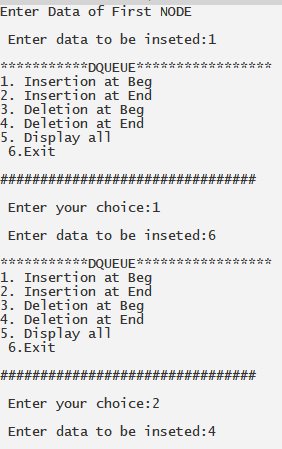 Enter Data of First NODE
Enter data to be inseted:1
***********DQUEUE*****************
1. Insertion at Beg
2. Insertion at End
3. Deletion at Beg
4. Deletion at End
5. Display all
6.Exit
################################
Enter your choice:1
Enter data to be inseted:6
***********DQUEUE*****************
1. Insertion at Beg
2. Insertion at End
3. Deletion at Beg
4. Deletion at End
5. Display all
6.Exit
################################
Enter your choice:2
Enter data to be inseted:4